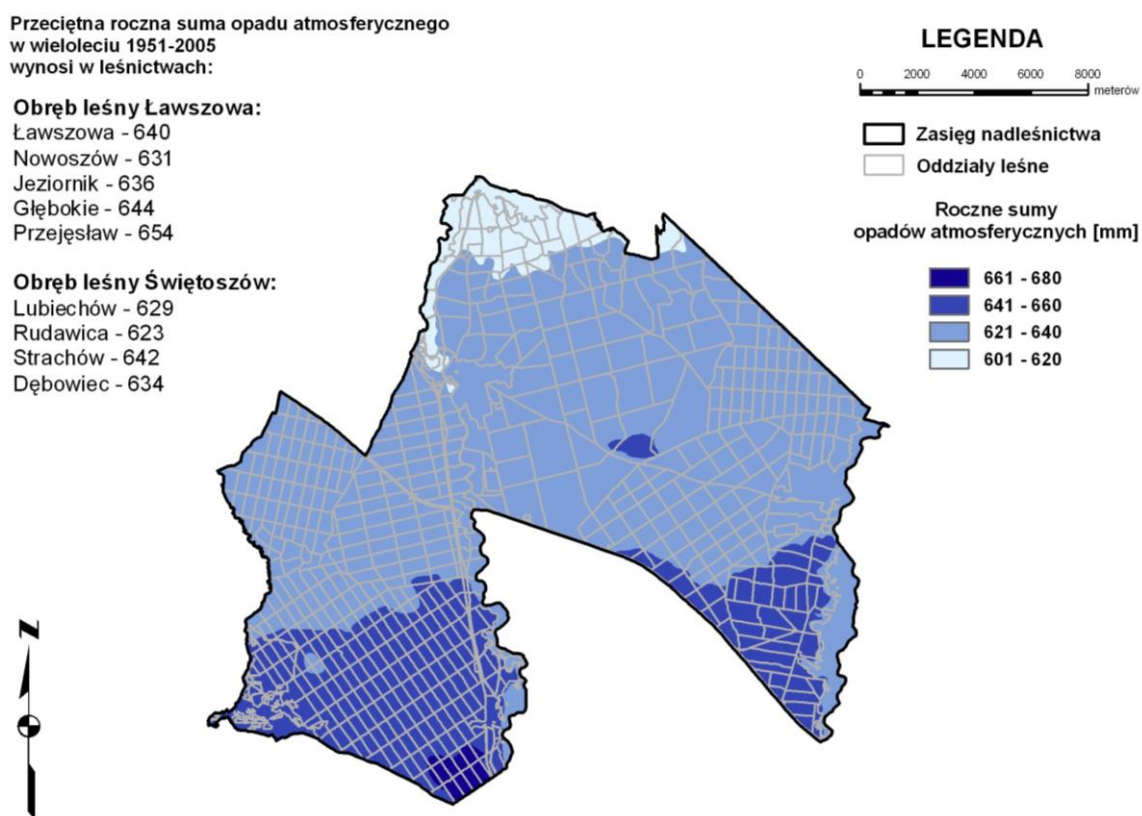 Przeciętna roczna suma opadu atmosferycznego
w wieloleciu 1951-2005
wynosi w leśnictwach:
Obręb leśny Ławszowa:
Ławszowa - 640
Nowoszów - 631
Jeziornik - 636
Głębokie - 644
Przejęsław - 654
Obręb leśny Świętoszów:
Lubiechów - 629
Rudawica - 623
Strachów - 642
Dębowiec - 634
LEGENDA
0 2000 4000 6000 8000
meterów
Zasięg nadleśnictwa
Oddziały leśne
Roczne sumy
opadów atmosferycznych [mm]
661 - 680
641 - 660
621 - 640
601 - 620
N